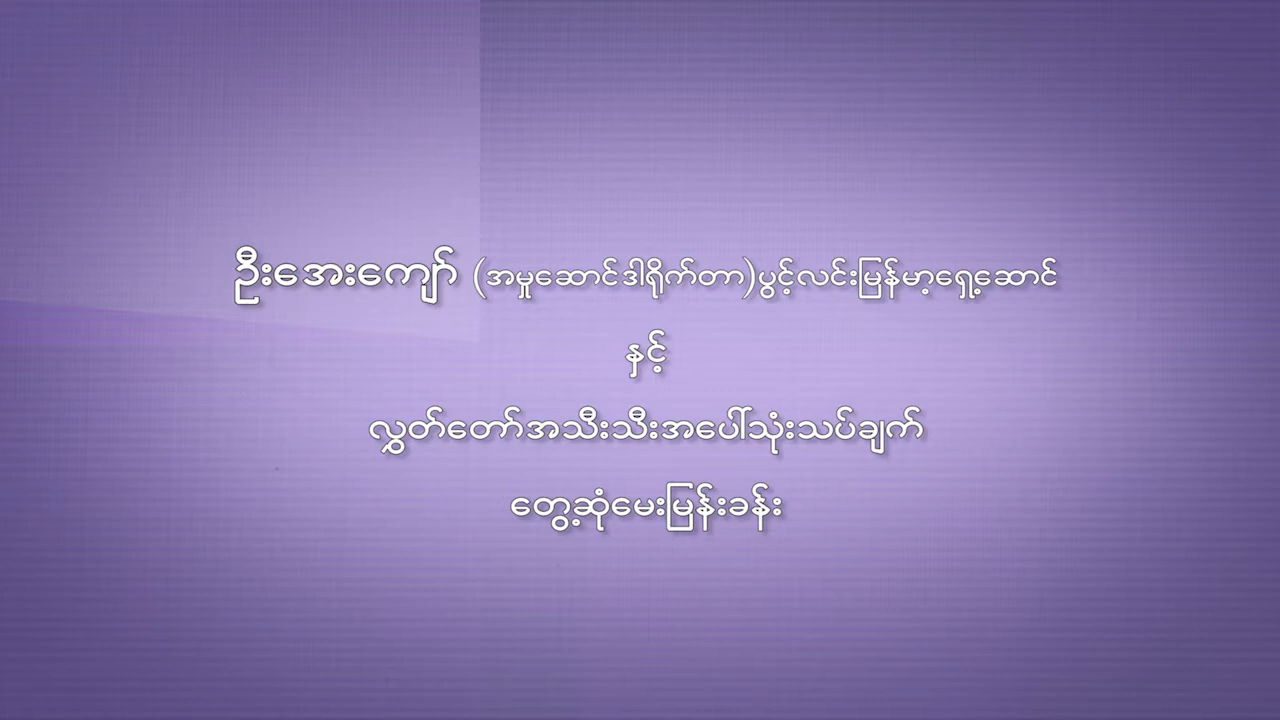 ဦးအေးကျော် (အမှုဆောင်ဒါရိုက်တာ)ပွင့်လင်းမြန်မာ့ရှေ့ဆောင်
နှင့်
လွှတ်တော်အသီးသီးအပေါ်သုံးသပ်ချက်
တွေ့ဆုံမေးမြန်းခန်း